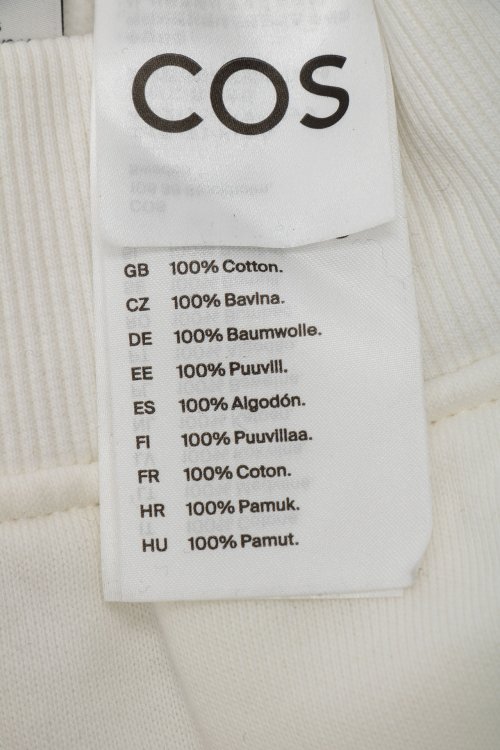 COS
GB 100% Cotton.
CZ 100% Bavlna.
DE 100% Baumwolle.
EE 100% Puuvill.
ES 100% Algodón.
FI 100% Puuvillaa.
FR 100% Coton.
HR 100% Pamuk.
HU 100% Pamut.